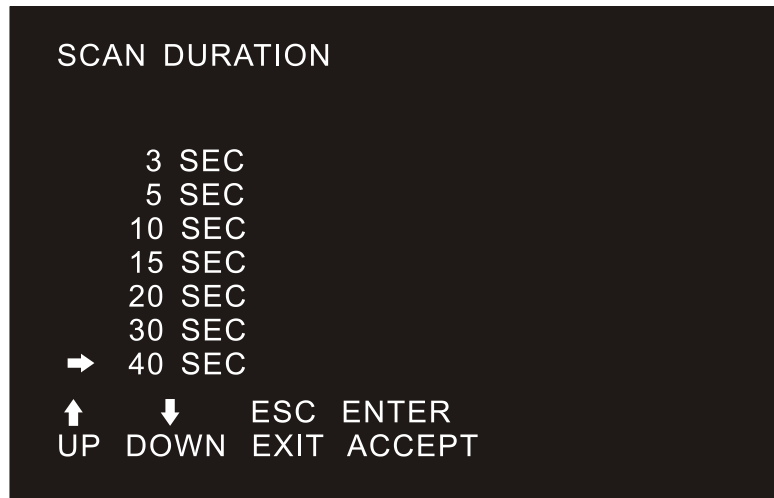 SCAN DURATION
3 SEC
5 SEC
10 SEC
15 SEC
20 SEC
30 SEC
➡ 40 SEC
⬆ ⬇ ESC ENTER
UP DOWN EXIT ACCEPT